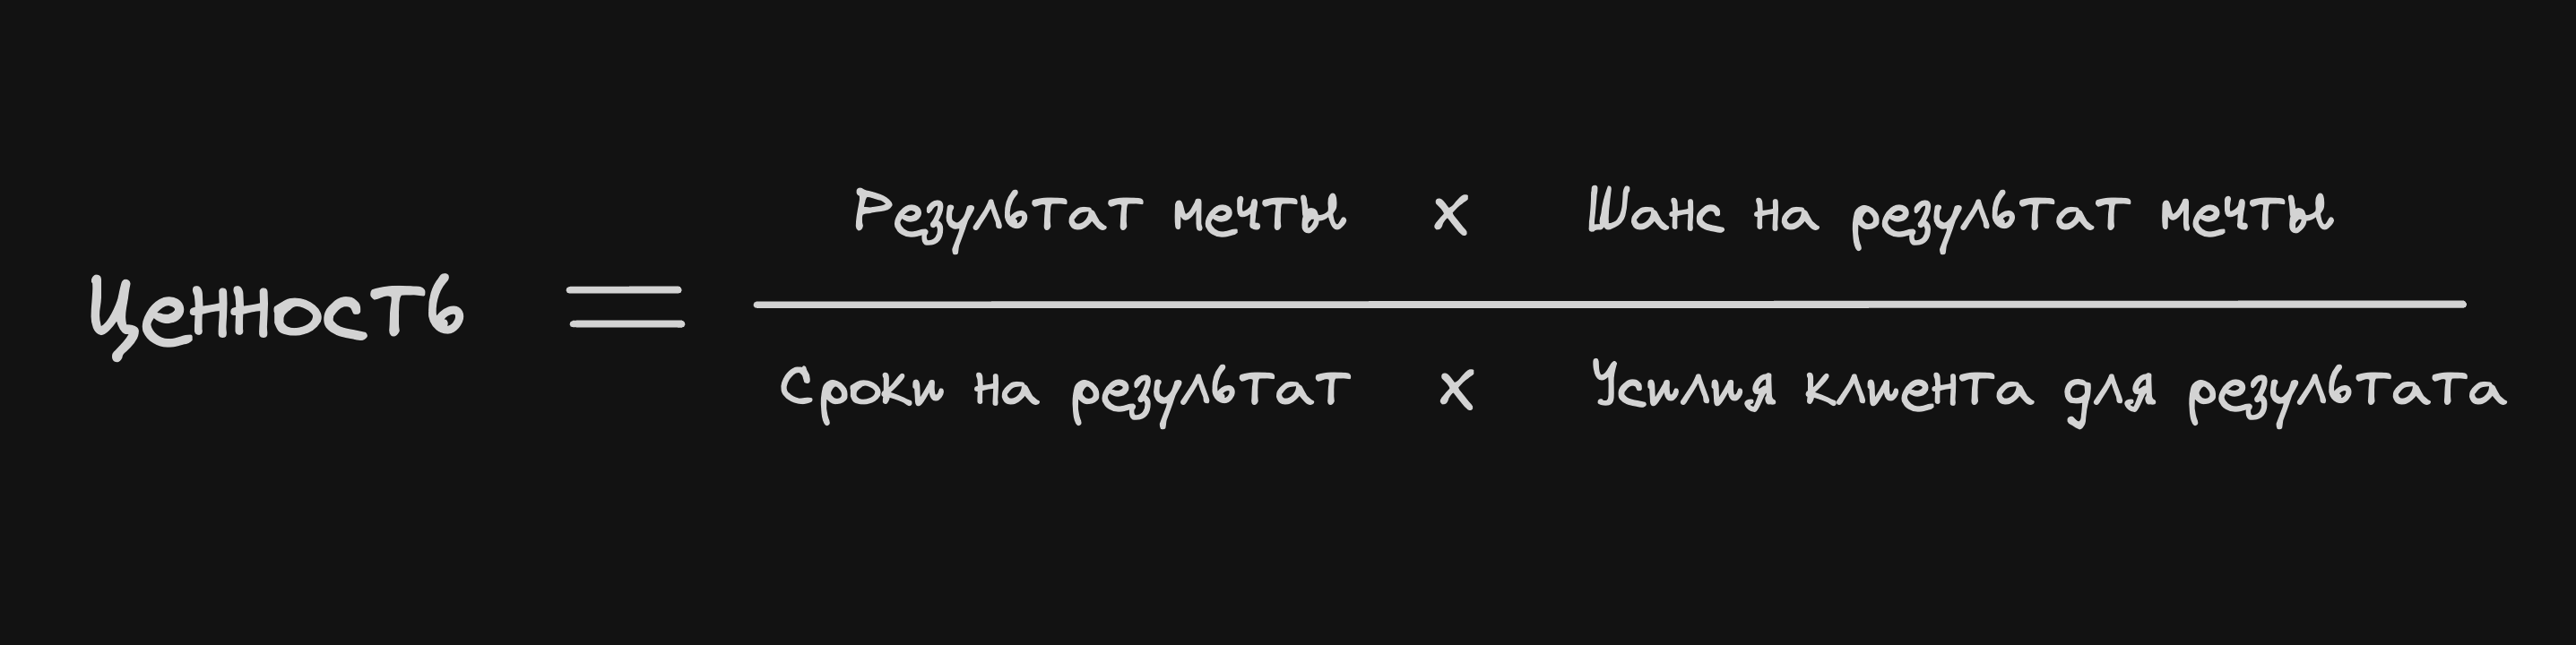 Результат мечты x Шанс на результат мечты
Ценность =
Сроки на результат x Усилия клиента для результата